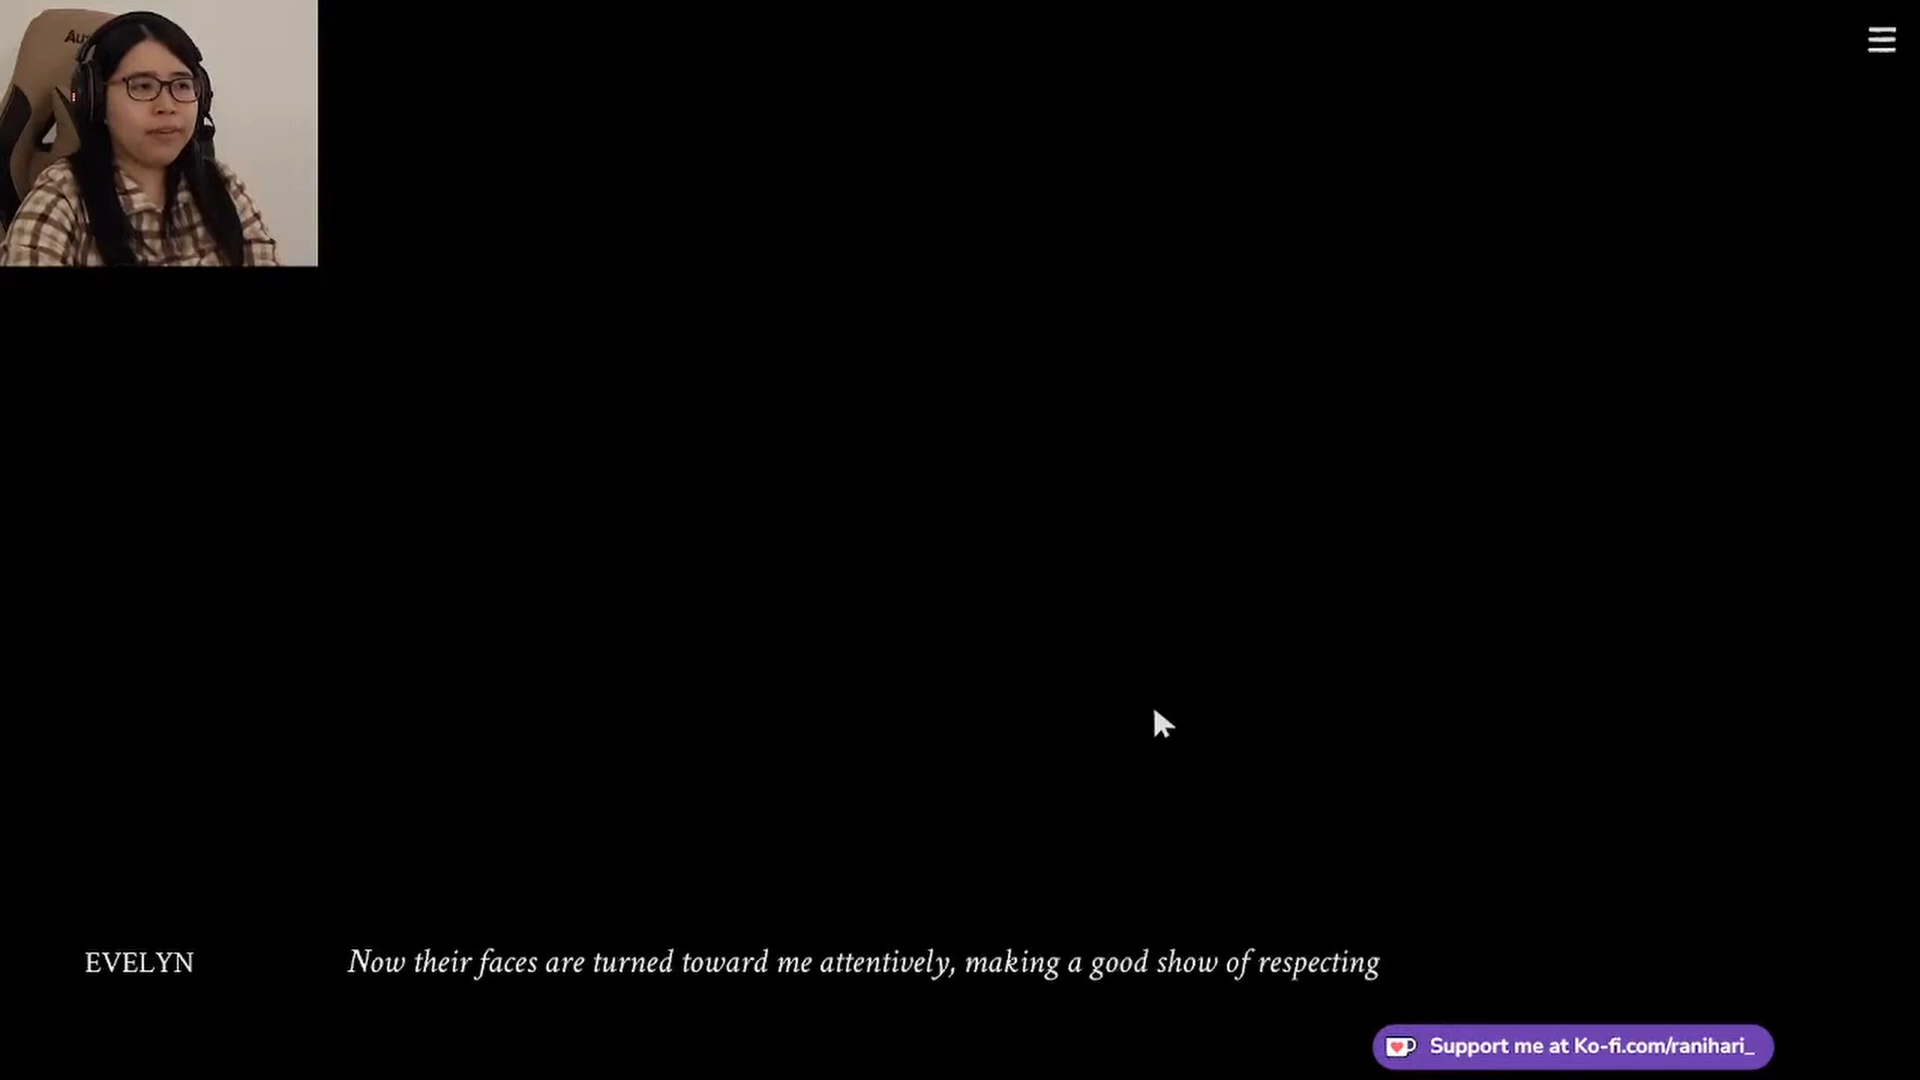 EVELYN
Now their faces are turned toward me attentively, making a good show of respecting
Support me at Ko-fi.com/ranihari_